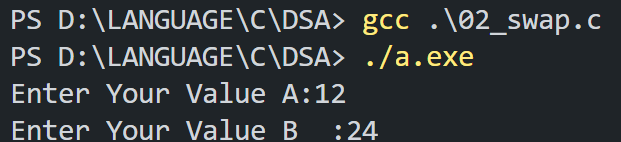 PS D:\LANGUAGE\C\DSA> gcc .\02_swap.c
PS D:\LANGUAGE\C\DSA> ./a.exe
Enter Your Value A:12
Enter Your Value B  :24